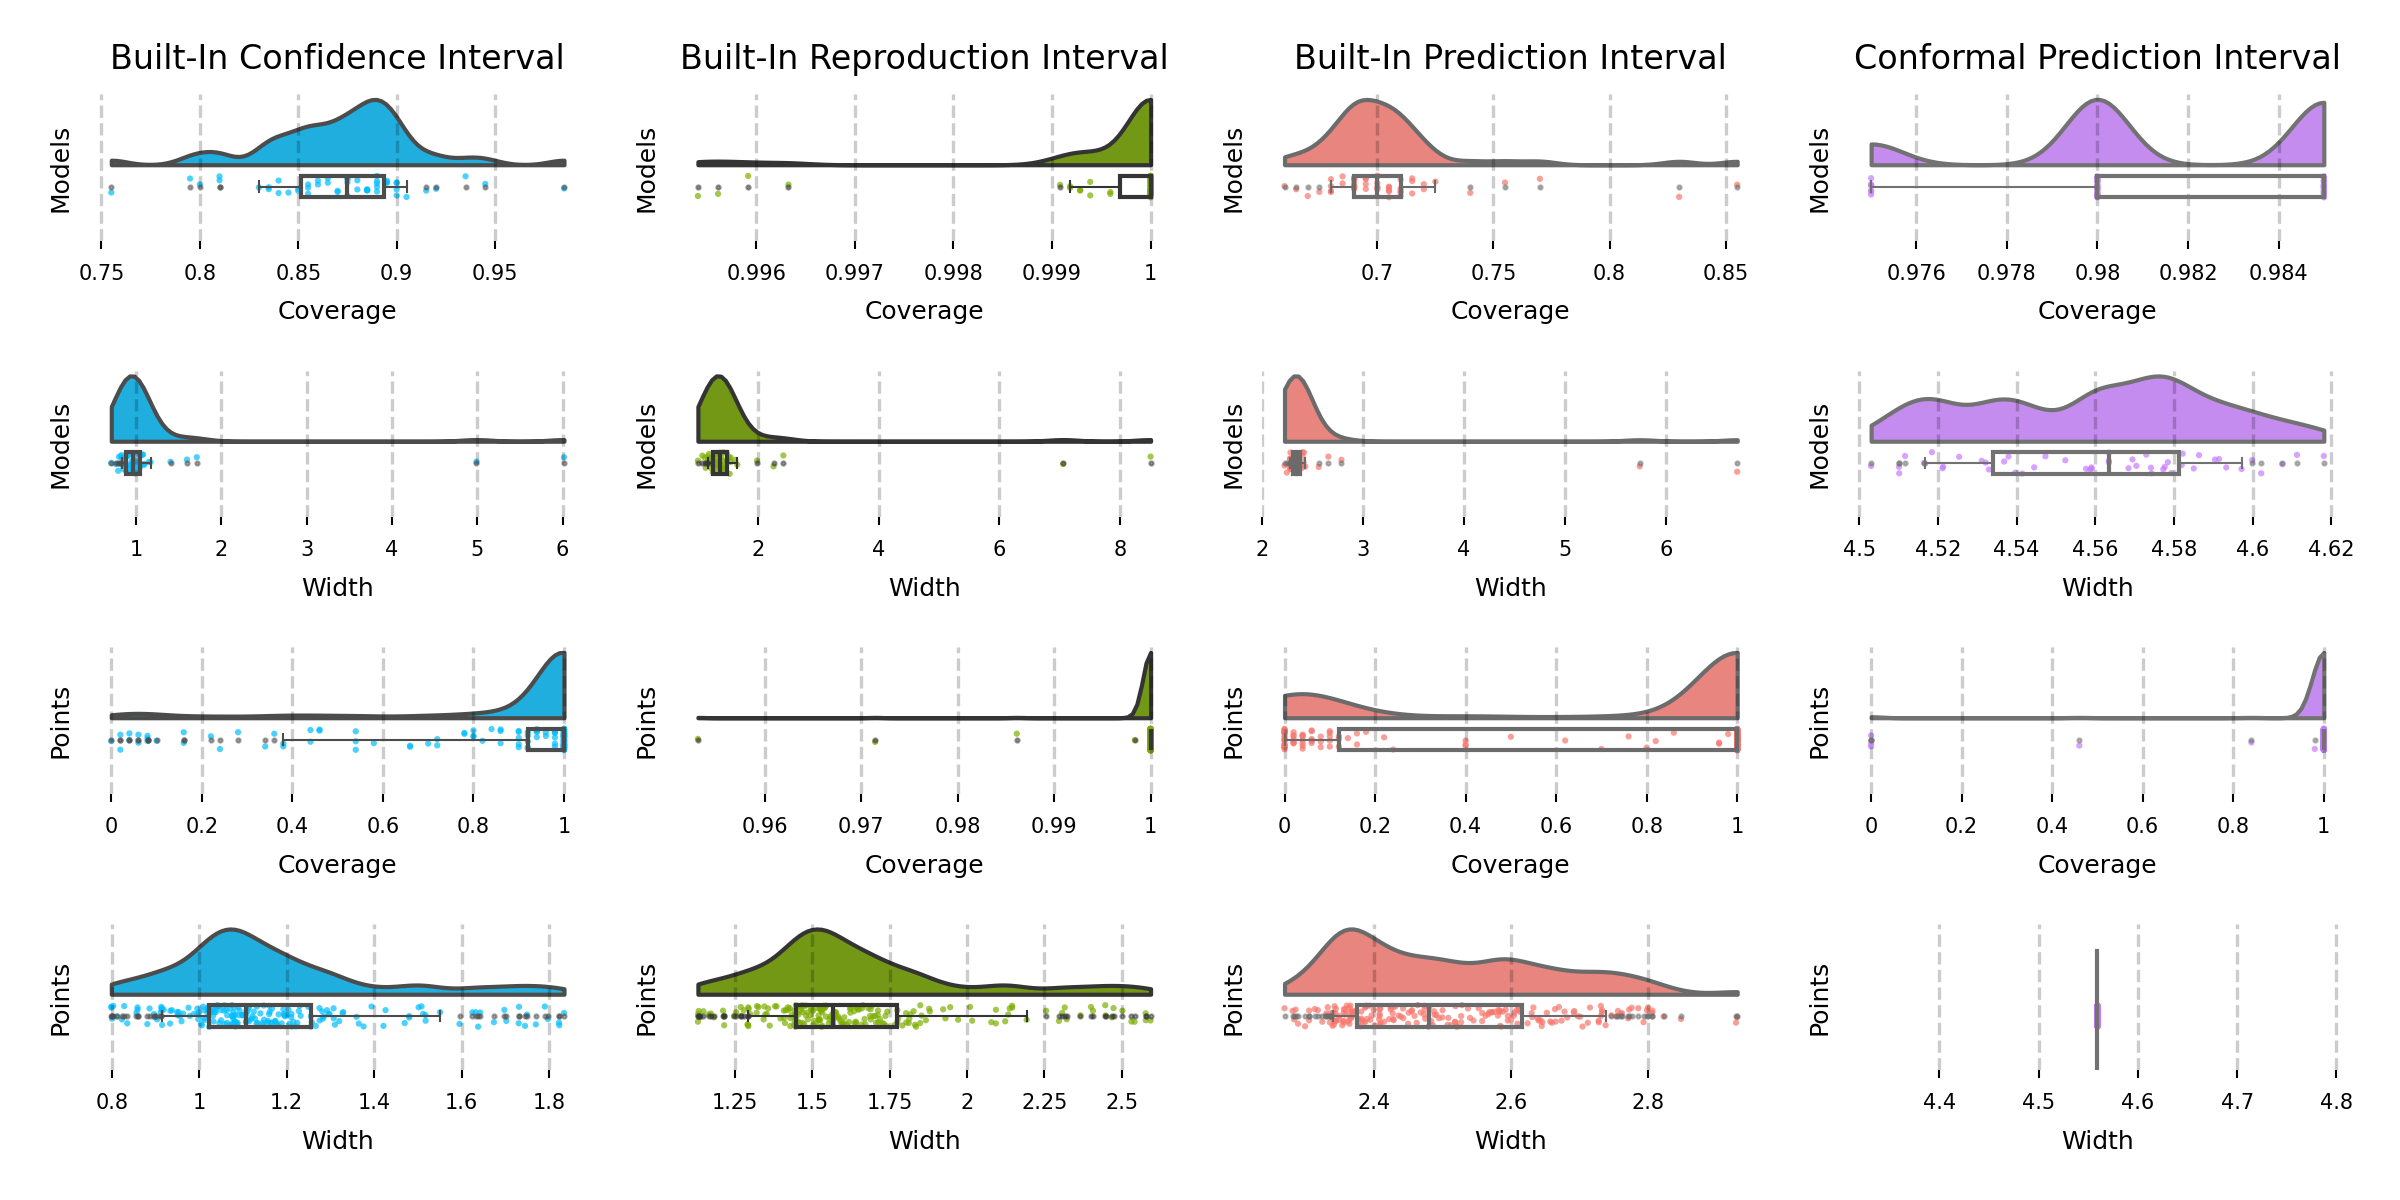 Built-In Confidence Interval Built-In Reproduction Interval Built-In Prediction Interval Conformal Prediction Interval
Models Models Models Models
0.75 0.8 0.85 0.9 0.95 0.996 0.997 0.998 0.999 1 0.7 0.75 0.8 0.85 0.976 0.978 0.98 0.982 0.984
Coverage Coverage Coverage Coverage
Models Models Models Models
1 2 3 4 5 6 2 4 6 8 2 3 4 5 6 4.5 4.52 4.54 4.56 4.58 4.6 4.62
Width Width Width Width
Points Points Points Points
0 0.2 0.4 0.6 0.8 1 0.96 0.97 0.98 0.99 1 0 0.2 0.4 0.6 0.8 1 0 0.2 0.4 0.6 0.8 1
Coverage Coverage Coverage Coverage
Points Points Points Points
0.8 1 1.2 1.4 1.6 1.8 1.25 1.5 1.75 2 2.25 2.5 2.4 2.6 2.8 4.4 4.5 4.6 4.7 4.8
Width Width Width Width